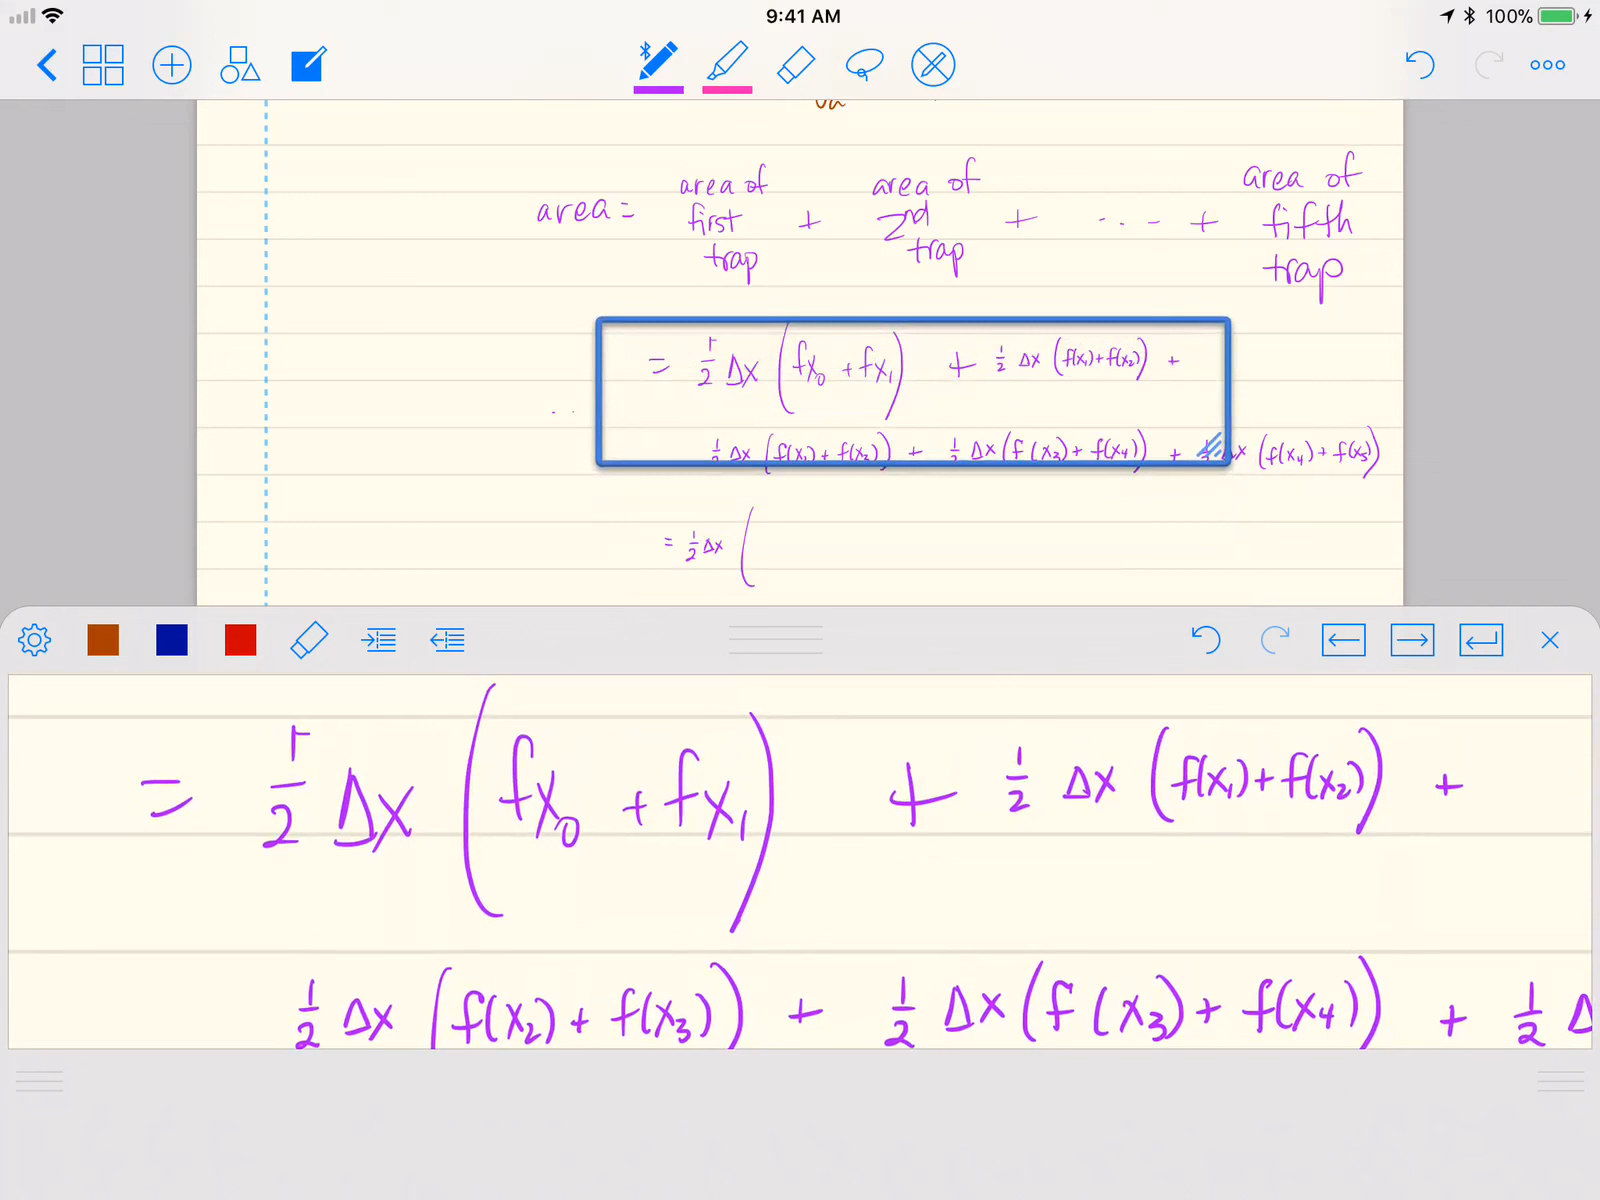 9:41 AM
100%
area of area of area of
area = first + 2nd + ... + fifth
trap trap trap
= 1/2 Δx (fx₀ + fx₁) + 1/2 Δx (f(x₁)+f(x₂)) +
1/2 Δx (f(x₂) + f(x₃)) + 1/2 Δx (f(x₃) + f(x₄)) + 1/2 Δx (f(x₄) + f(x₅))
= 1/2 Δx (
= 1/2 Δx (fx₀ + fx₁) + 1/2 Δx (f(x₁)+f(x₂)) +
1/2 Δx (f(x₂) + f(x₃)) + 1/2 Δx (f(x₃) + f(x₄)) + 1/2 Δ